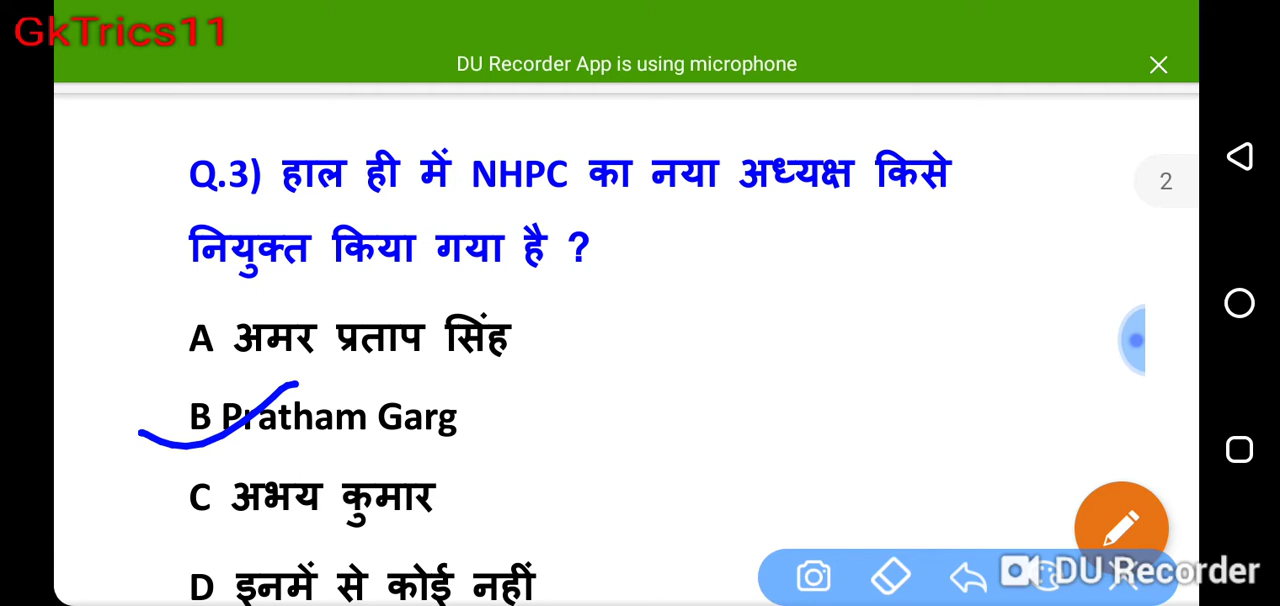 GkTrics11
DU Recorder App is using microphone
Q.3) हाल ही में NHPC का नया अध्यक्ष किसे
2
नियुक्त किया गया है ?
A अमर प्रताप सिंह
B Pratham Garg
C अभय कुमार
D इनमें से कोई नहीं
DU Recorder